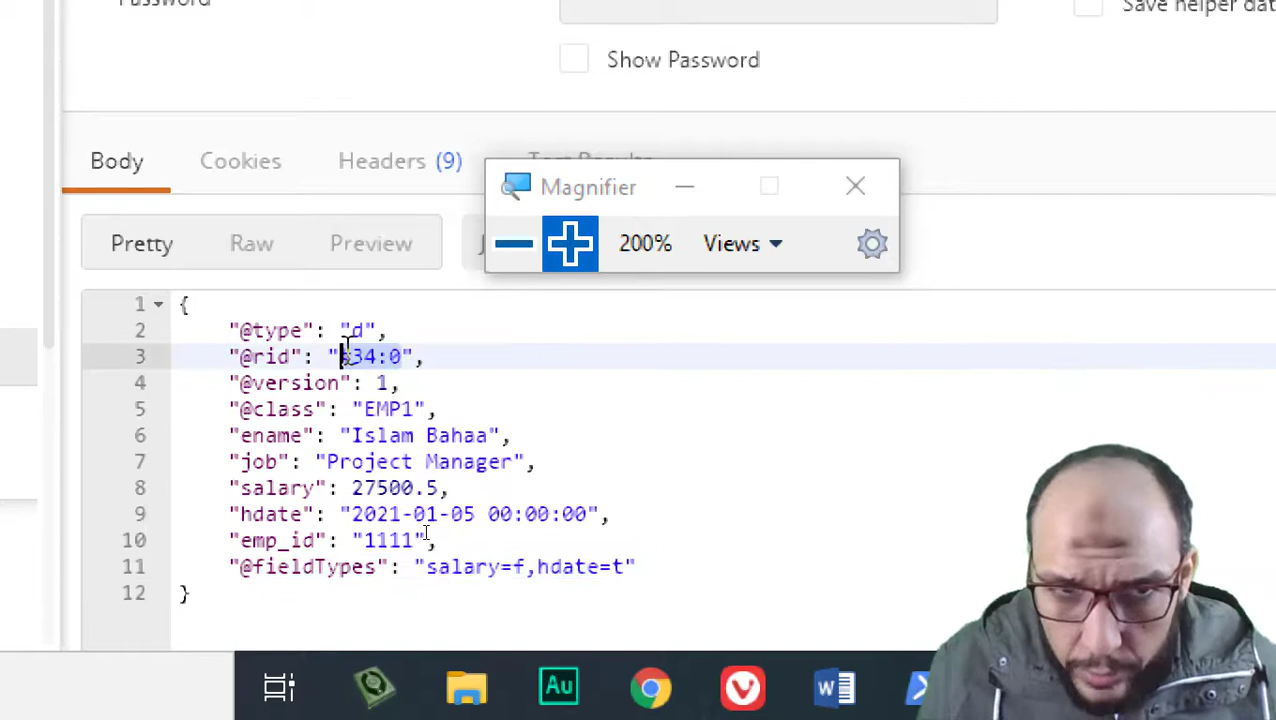 Password
Save helper dat
Show Password
Body
Cookies
Headers (9)
Magnifier
Pretty
Raw
Preview
200%
Views
1 {
2 "@type": "d",
3 "@rid": "#34:0",
4 "@version": 1,
5 "@class": "EMP1",
6 "ename": "Islam Bahaa",
7 "job": "Project Manager",
8 "salary": 27500.5,
9 "hdate": "2021-01-05 00:00:00",
10 "emp_id": "1111",
11 "@fieldTypes": "salary=f,hdate=t"
12 }
Au
W